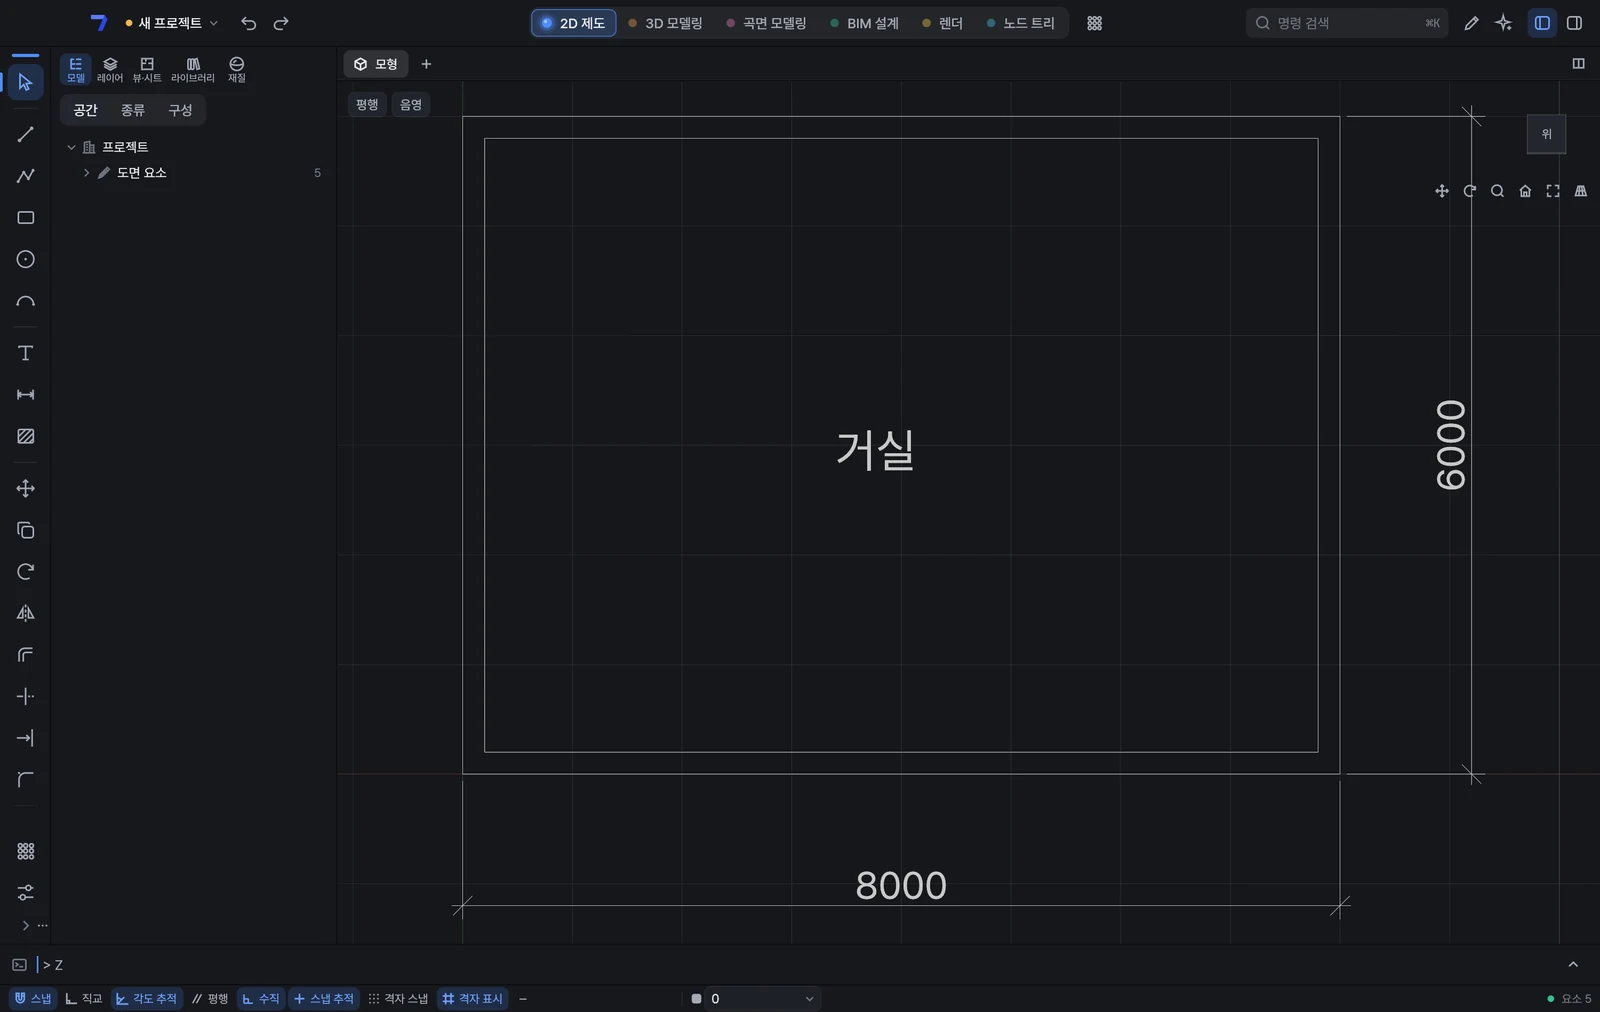 새 프로젝트
2D 제도
3D 모델링
곡면 모델링
BIM 설계
렌더
노드 트리
명령 검색
⌘K
모델
레이어
뷰·시트
라이브러리
재질
모형
공간
종류
구성
평행
음영
프로젝트
도면 요소
5
위
거실
6000
8000
> Z
스냅
직교
각도 추적
평행
수직
스냅 추적
격자 스냅
격자 표시
0
요소 5